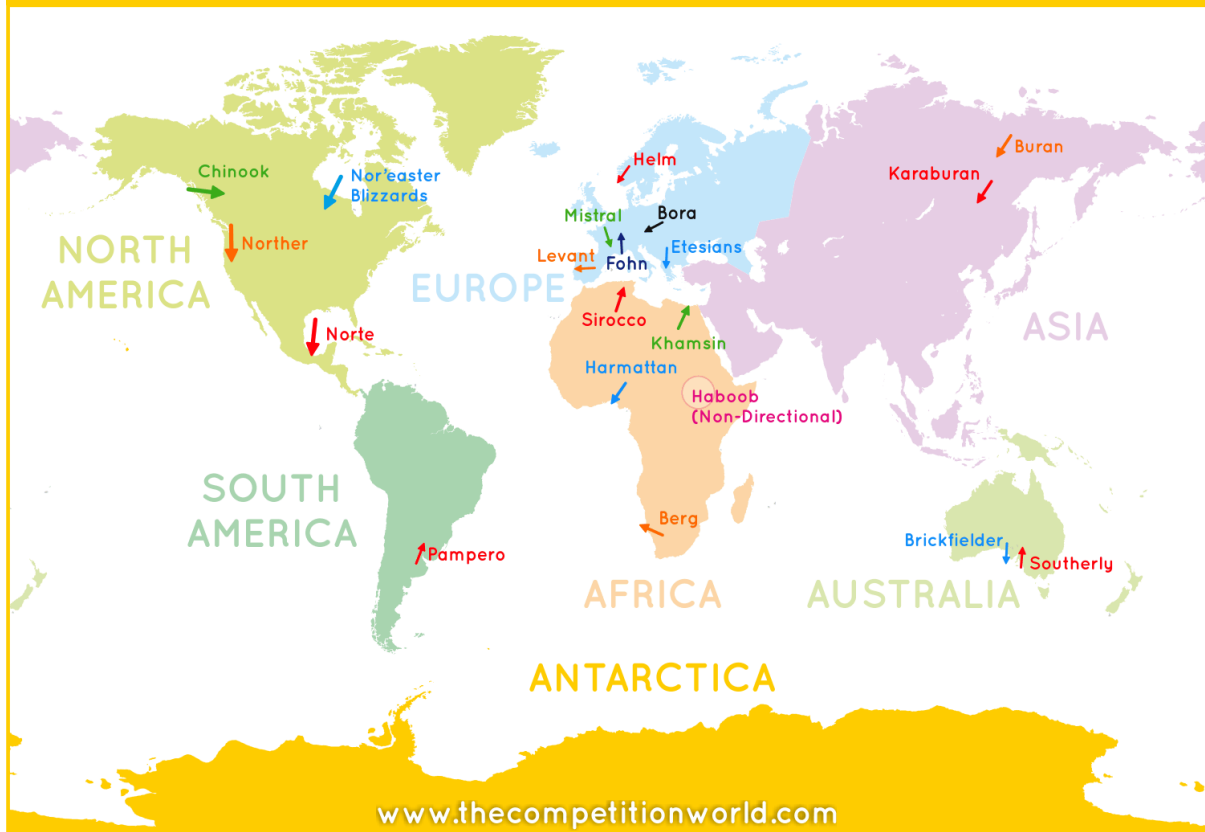 Buran
Helm
Chinook
Karaburan
Nor'easter
Blizzards
Mistral
Bora
Norther
Etesians
NORTH
AMERICA
Levant
Fohn
EUROPE
Sirocco
ASIA
Norte
Khamsin
Harmattan
Haboob
(Non-Directional)
SOUTH
AMERICA
Berg
Brickfielder
Pampero
Southerly
AFRICA
AUSTRALIA
ANTARCTICA
www.thecompetitionworld.com